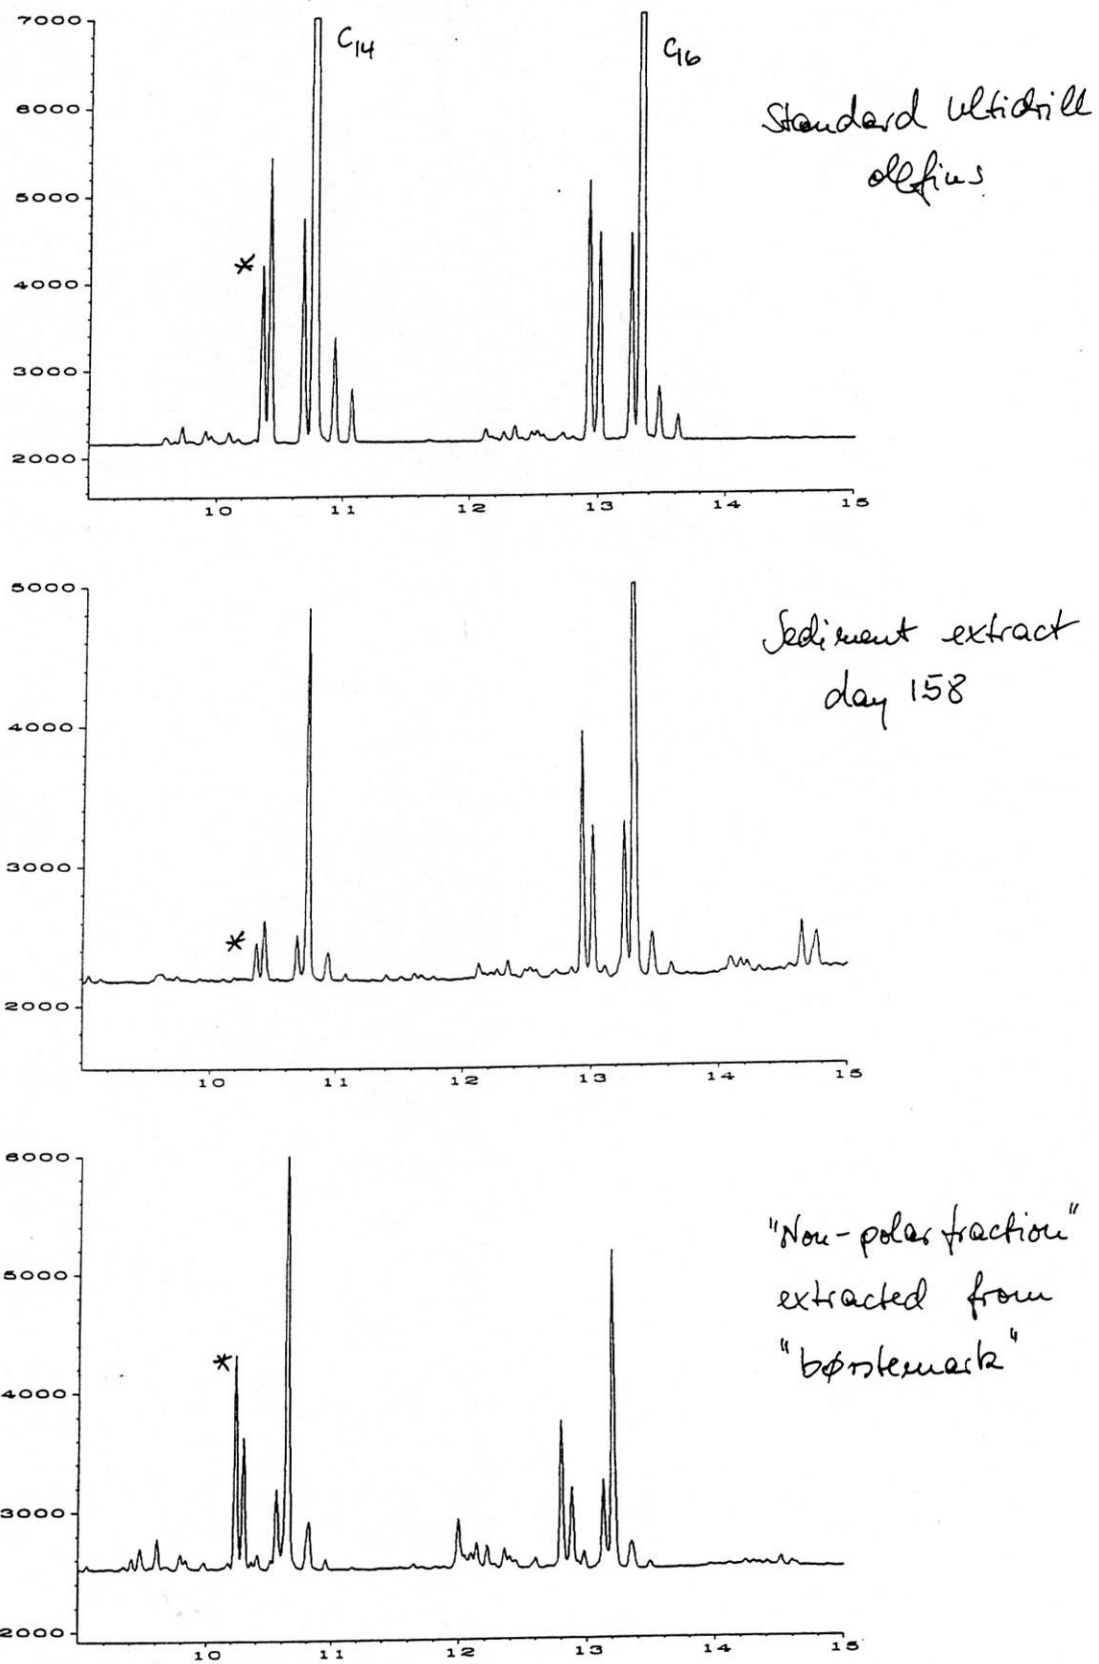 7000
C14
C16
6000
Standard Ultidrill
olefins
5000
*
4000
3000
2000
10 11 12 13 14 15
5000
Sediment extract
day 158
4000
3000
*
2000
10 11 12 13 14 15
6000
"Non-polar fraction"
5000
extracted from
"børstemark"
*
4000
3000
2000
10 11 12 13 14 15